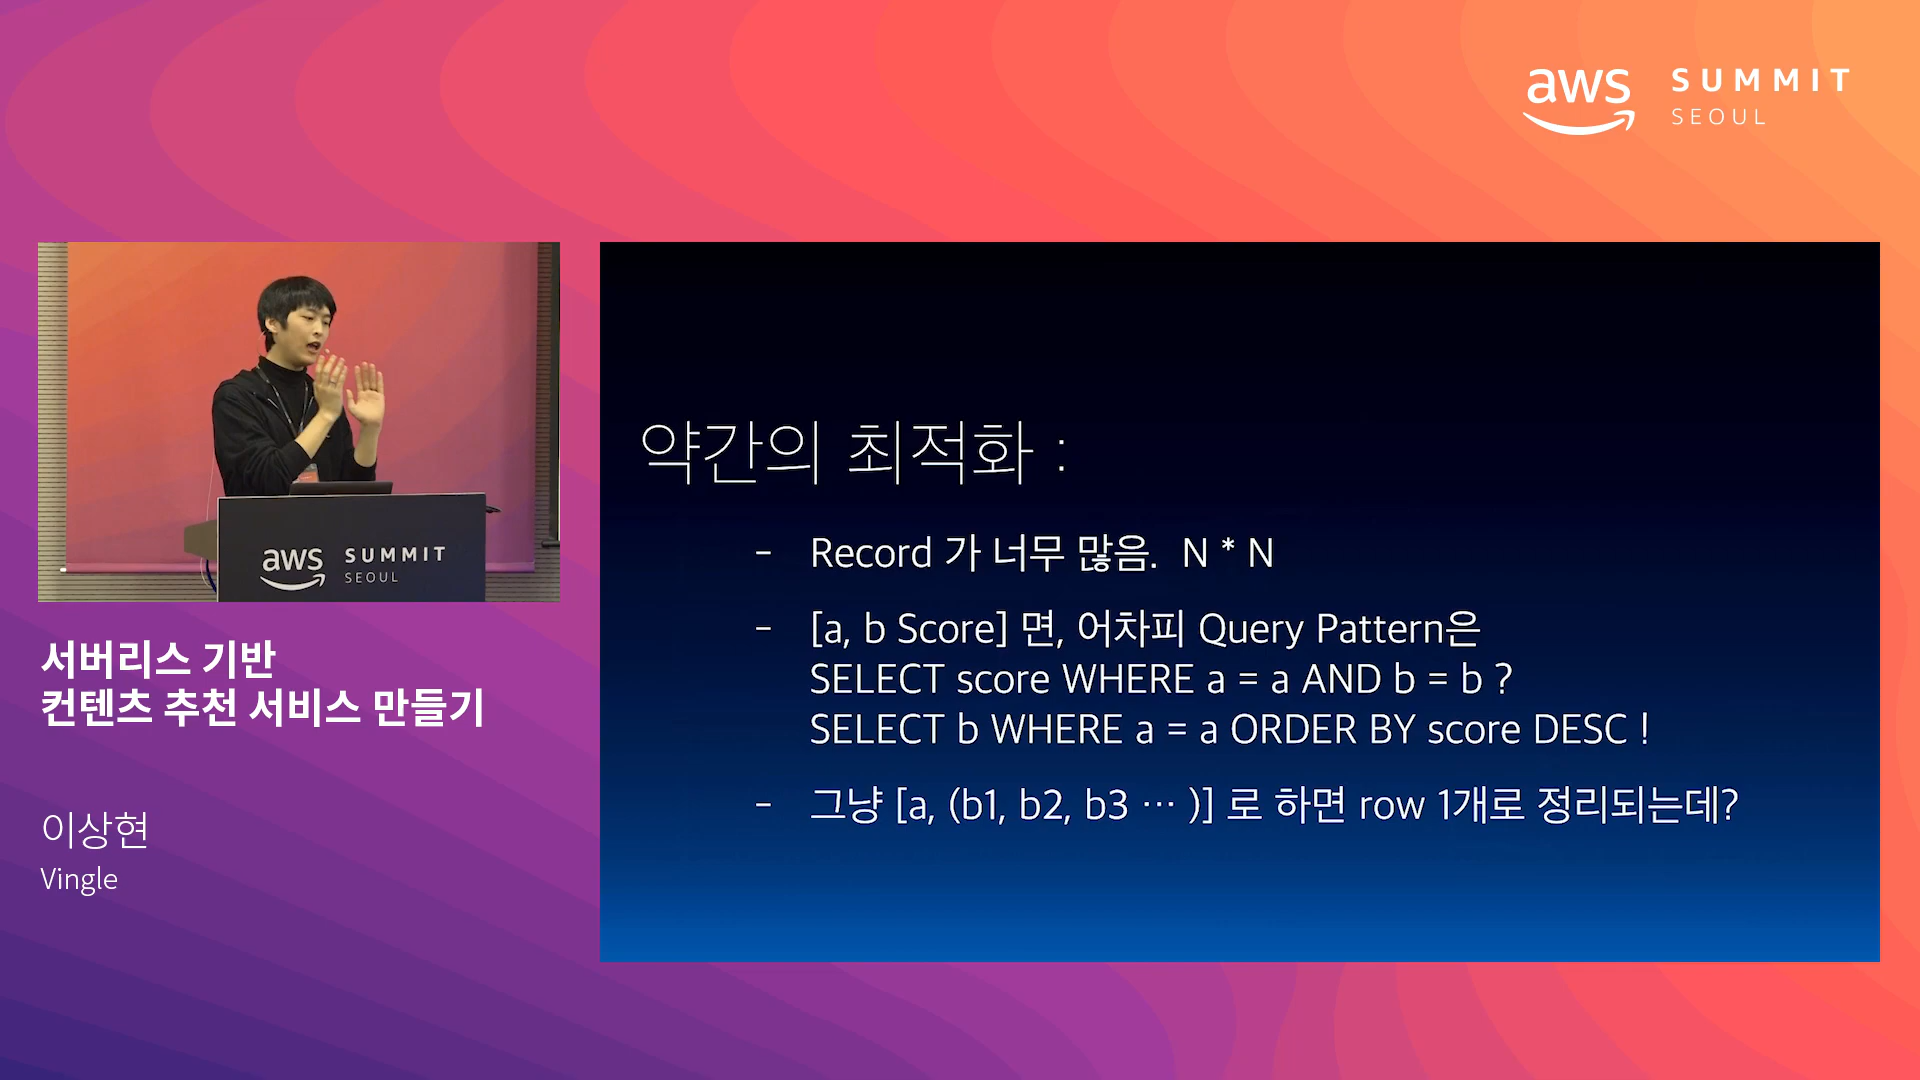 aws SUMMIT
SEOUL
aws SUMMIT
SEOUL
서버리스 기반
컨텐츠 추천 서비스 만들기
이상현
Vingle
약간의 최적화 :
- Record 가 너무 많음. N * N
- [a, b Score] 면, 어차피 Query Pattern은
SELECT score WHERE a = a AND b = b ?
SELECT b WHERE a = a ORDER BY score DESC !
- 그냥 [a, (b1, b2, b3 … )] 로 하면 row 1개로 정리되는데?